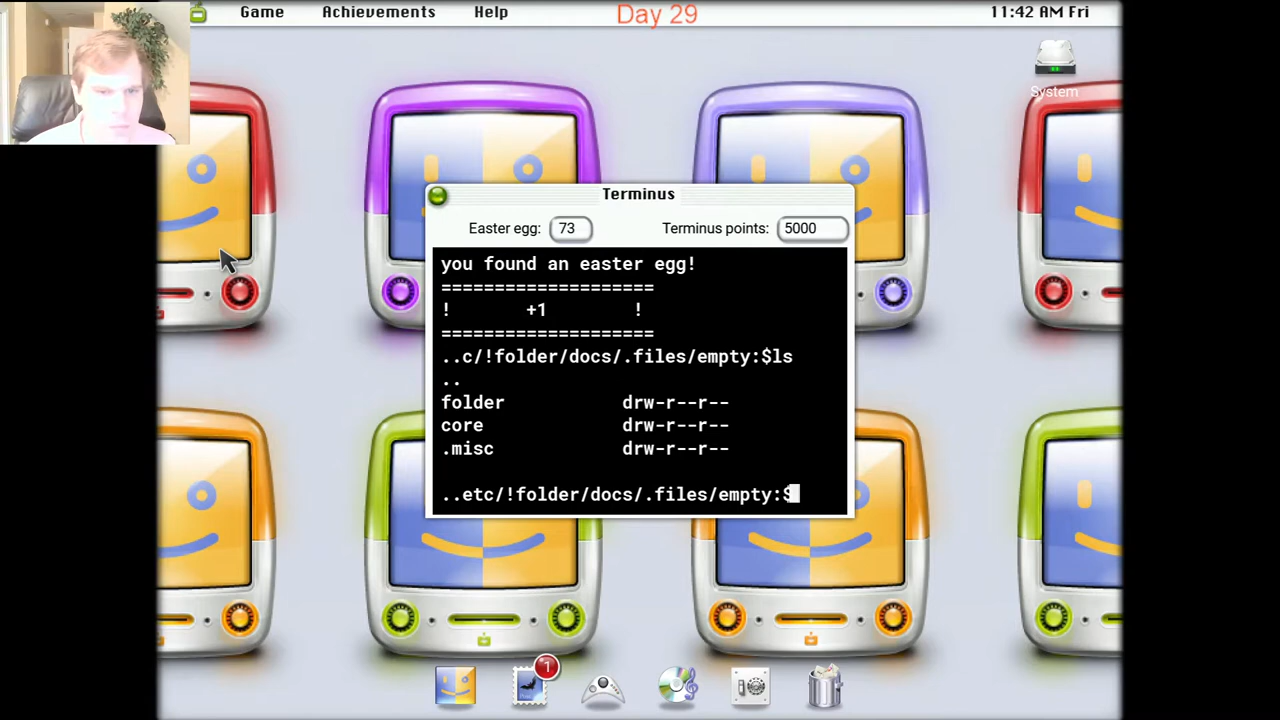 Game Achievements Help Day 29 11:42 AM Fri
System
Terminus
Easter egg: 73 Terminus points: 5000
you found an easter egg!
====================
! +1 !
====================
..c/!folder/docs/.files/empty:$ls
..
folder drw-r--r--
core drw-r--r--
.misc drw-r--r--
..etc/!folder/docs/.files/empty:$
1